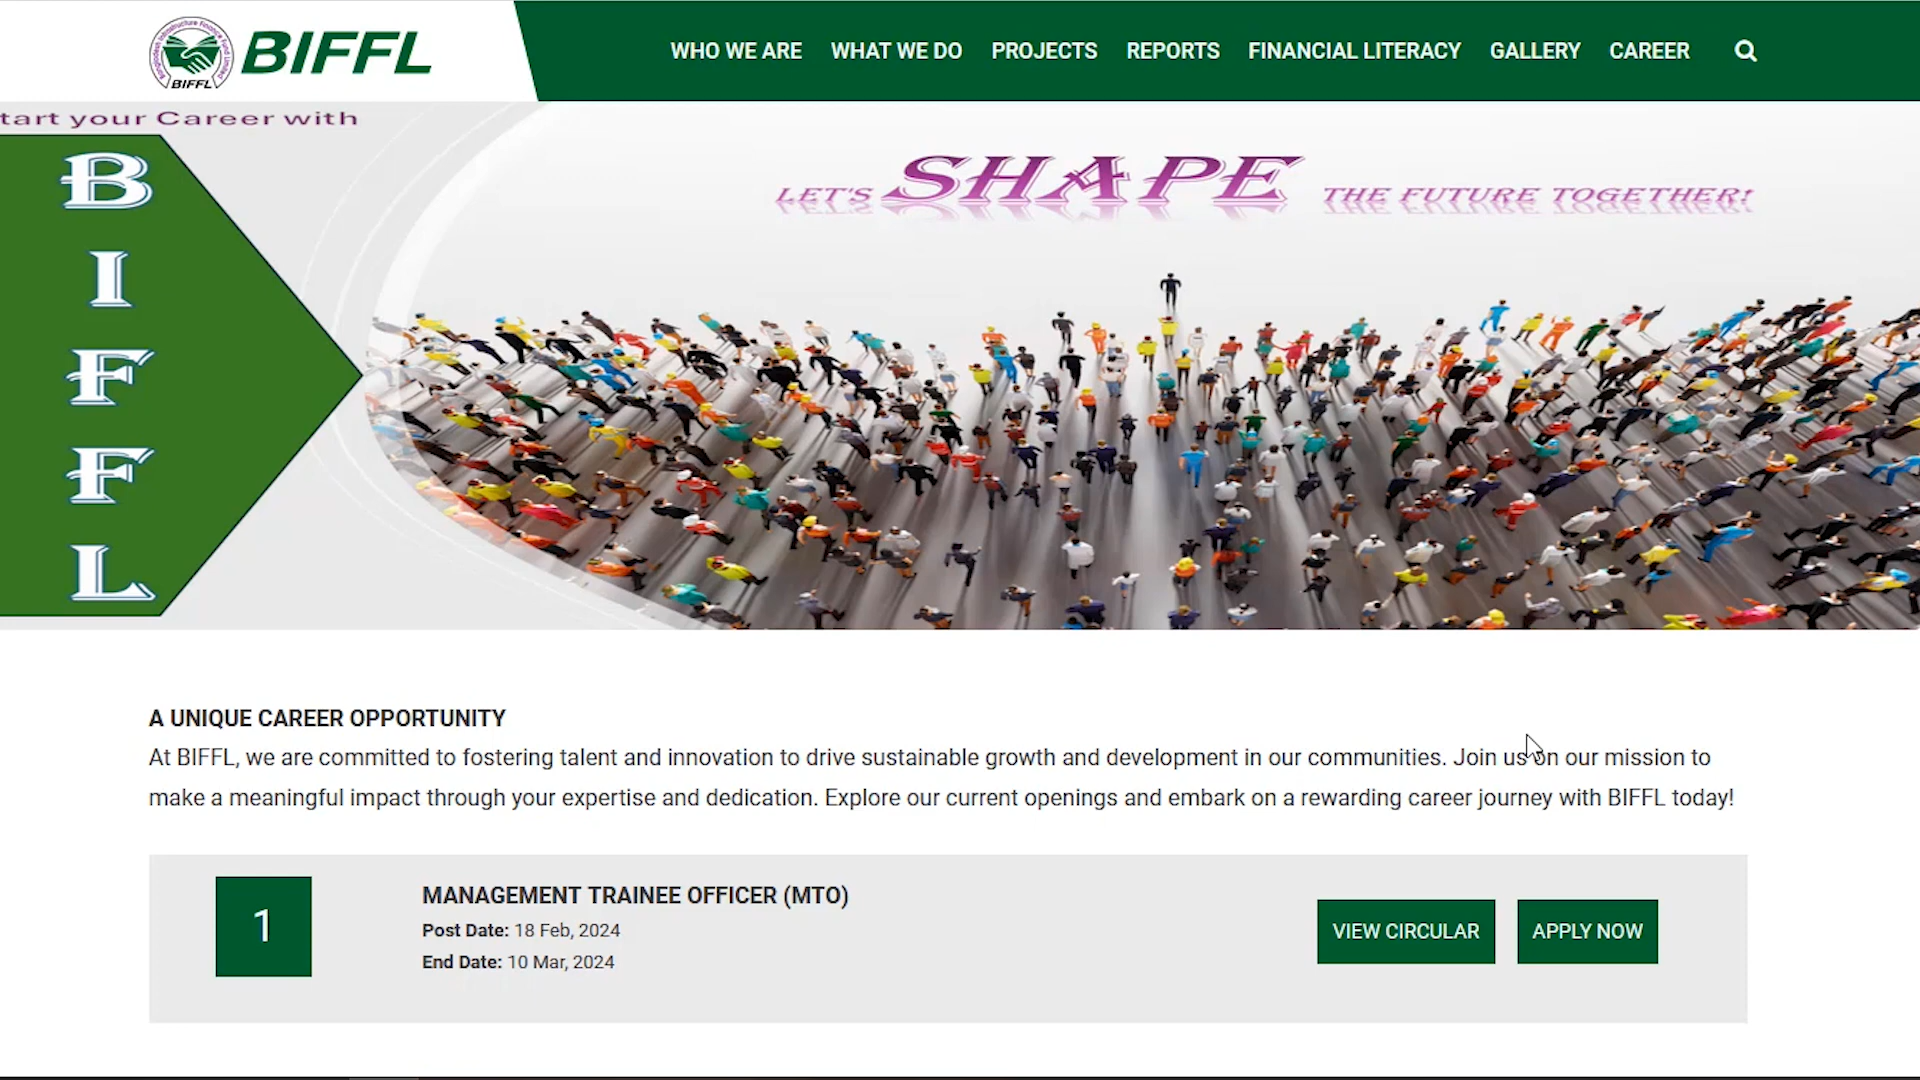 BIFFL
BIFFL
WHO WE ARE
WHAT WE DO
PROJECTS
REPORTS
FINANCIAL LITERACY
GALLERY
CAREER
tart your Career with
B
I
F
F
L
LET'S SHAPE THE FUTURE TOGETHER!
A UNIQUE CAREER OPPORTUNITY
At BIFFL, we are committed to fostering talent and innovation to drive sustainable growth and development in our communities. Join us on our mission to
make a meaningful impact through your expertise and dedication. Explore our current openings and embark on a rewarding career journey with BIFFL today!
1
MANAGEMENT TRAINEE OFFICER (MTO)
Post Date: 18 Feb, 2024
End Date: 10 Mar, 2024
VIEW CIRCULAR
APPLY NOW